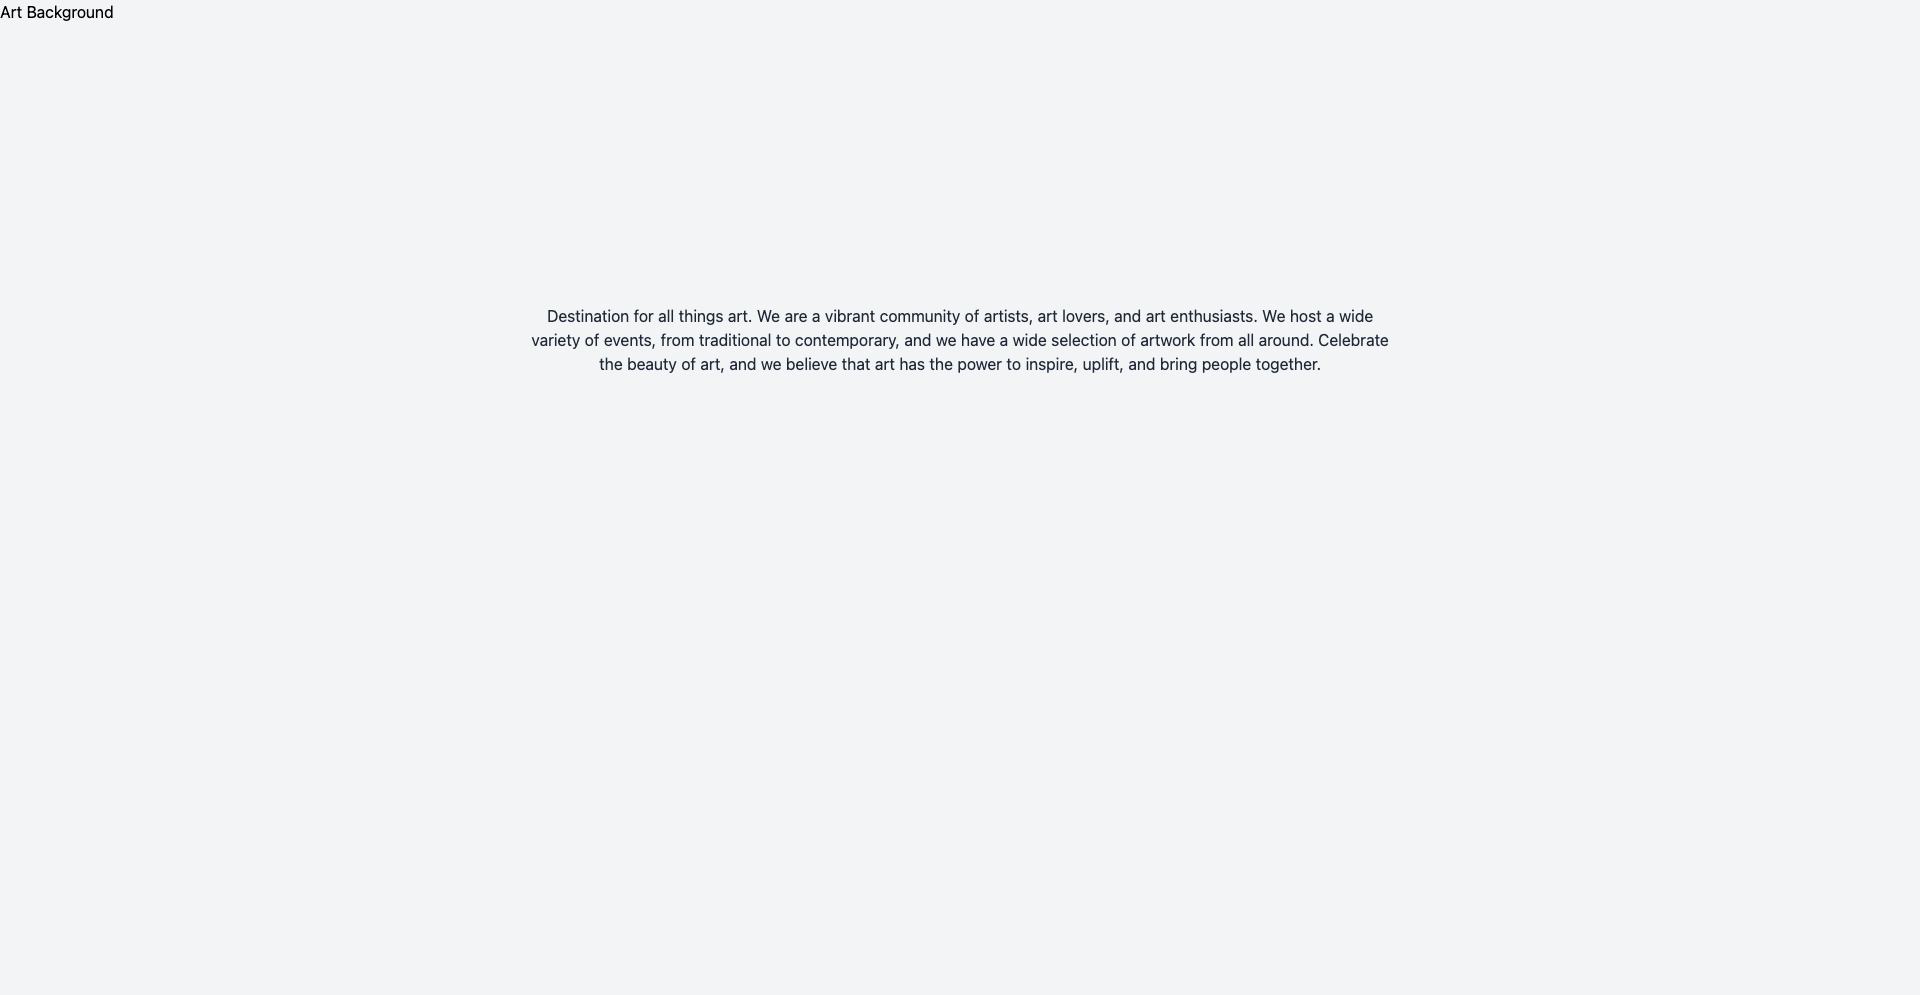 Art Background
Destination for all things art. We are a vibrant community of artists, art lovers, and art enthusiasts. We host a wide
variety of events, from traditional to contemporary, and we have a wide selection of artwork from all around. Celebrate
the beauty of art, and we believe that art has the power to inspire, uplift, and bring people together.